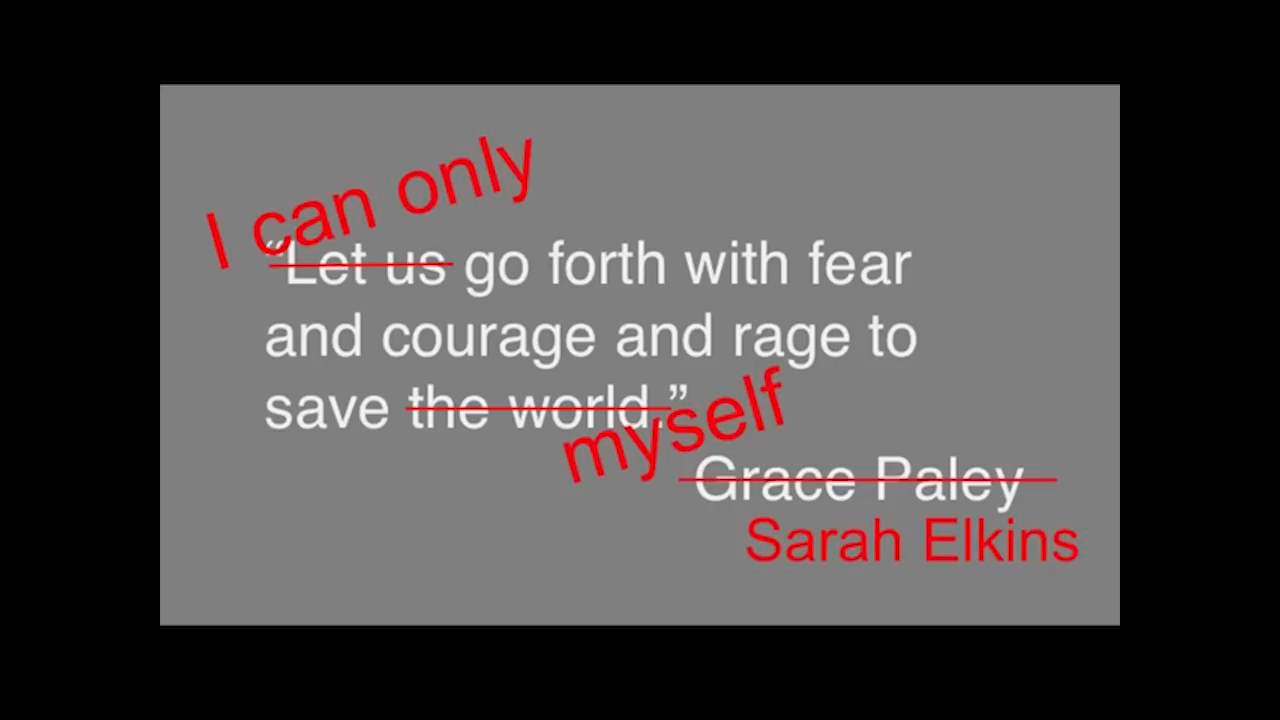 I can only
“Let us go forth with fear
and courage and rage to
save the world.”
myself
Grace Paley
Sarah Elkins